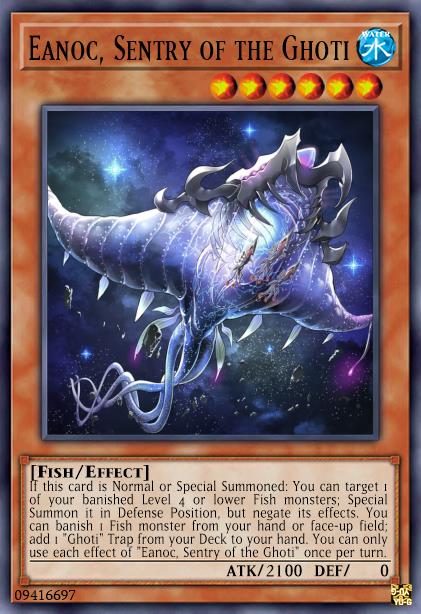 Eanoc, Sentry of the Ghoti
WATER
水
[Fish/Effect]
If this card is Normal or Special Summoned: You can target 1
of your banished Level 4 or lower Fish monsters; Special
Summon it in Defense Position, but negate its effects. You
can banish 1 Fish monster from your hand or face-up field;
add 1 "Ghoti" Trap from your Deck to your hand. You can only
use each effect of "Eanoc, Sentry of the Ghoti" once per turn.
ATK/2100 DEF/ 0
09416697